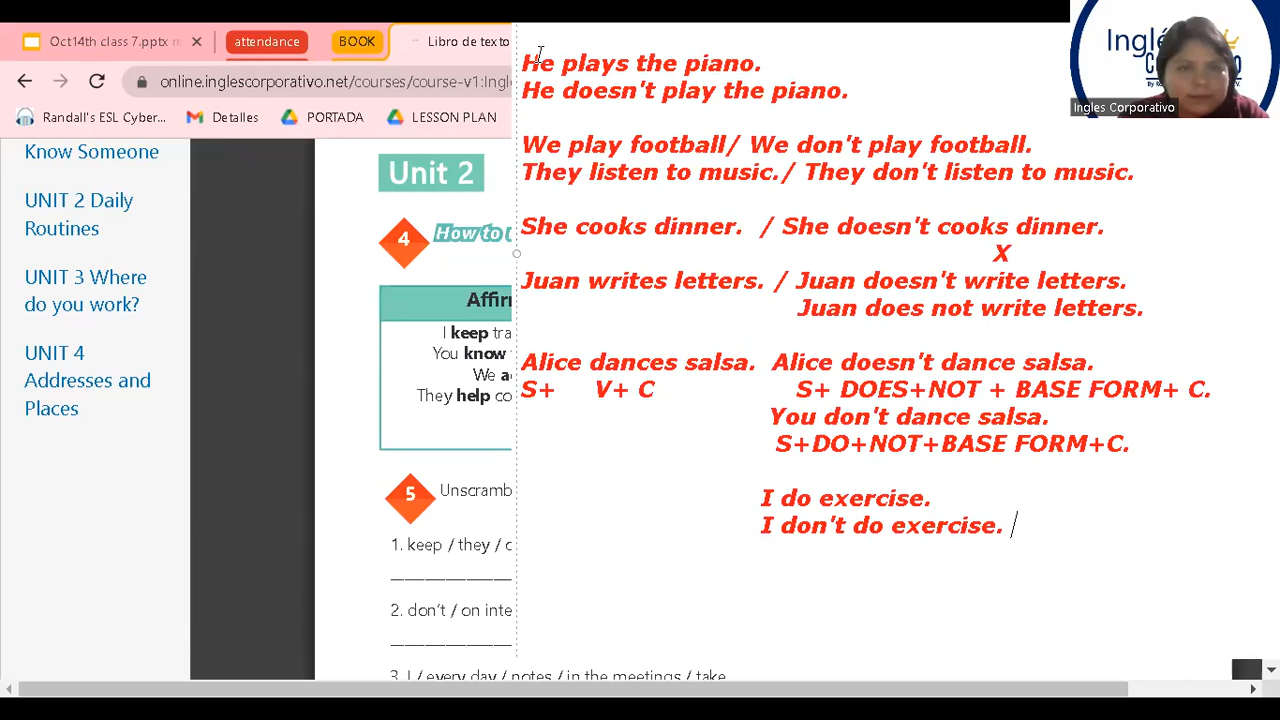 Oct14th class 7.pptx
attendance
BOOK
Libro de texto
online.inglescorporativo.net/courses/course-v1:Ingl
Randall's ESL Cyber...
Detalles
PORTADA
LESSON PLAN
Inglés
Ingles Corporativo
Know Someone
UNIT 2 Daily
Routines
UNIT 3 Where
do you work?
UNIT 4
Addresses and
Places
Unit 2
4
How to
Affir
I keep tra
You know
We a
They help co
5
Unscramb
1. keep / they /
2. don't / on inte
3. I / every day / notes / in the meetings / take
He plays the piano.
He doesn't play the piano.
We play football/ We don't play football.
They listen to music./ They don't listen to music.
She cooks dinner. / She doesn't cooks dinner.
X
Juan writes letters. / Juan doesn't write letters.
Juan does not write letters.
Alice dances salsa. Alice doesn't dance salsa.
S+ V+ C S+ DOES+NOT + BASE FORM+ C.
You don't dance salsa.
S+DO+NOT+BASE FORM+C.
I do exercise.
I don't do exercise.